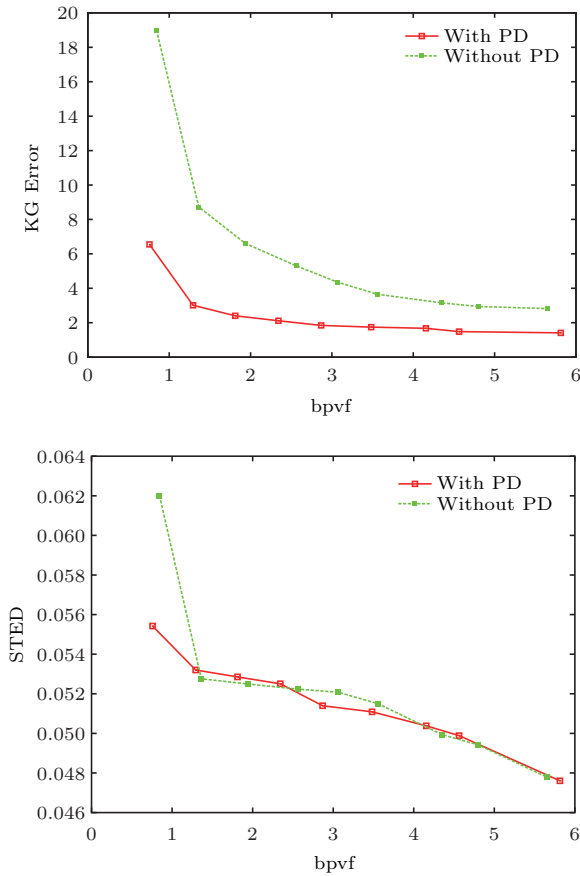 20
18
16
14
12
10
8
6
4
2
0
KG Error
With PD
Without PD
0 1 2 3 4 5 6
bpvf
0.064
0.062
0.060
0.058
0.056
0.054
0.052
0.050
0.048
0.046
STED
With PD
Without PD
0 1 2 3 4 5 6
bpvf